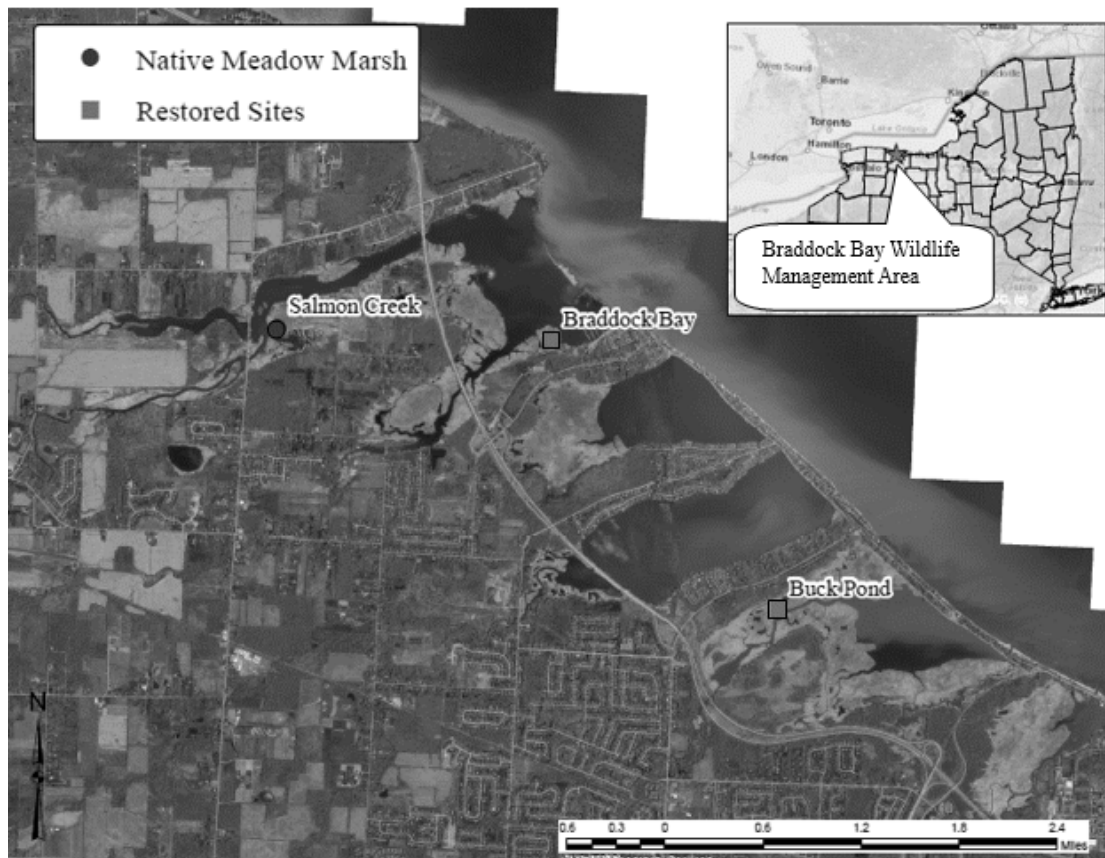 Native Meadow Marsh
Restored Sites
Ottawa
Owen Sound
Barrie
Toronto
Lake Ontario
Hamilton
London
Braddock Bay Wildlife
Management Area
Salmon Creek
Braddock Bay
Buck Pond
N
0.6 0.3 0 0.6 1.2 1.8 2.4
Miles